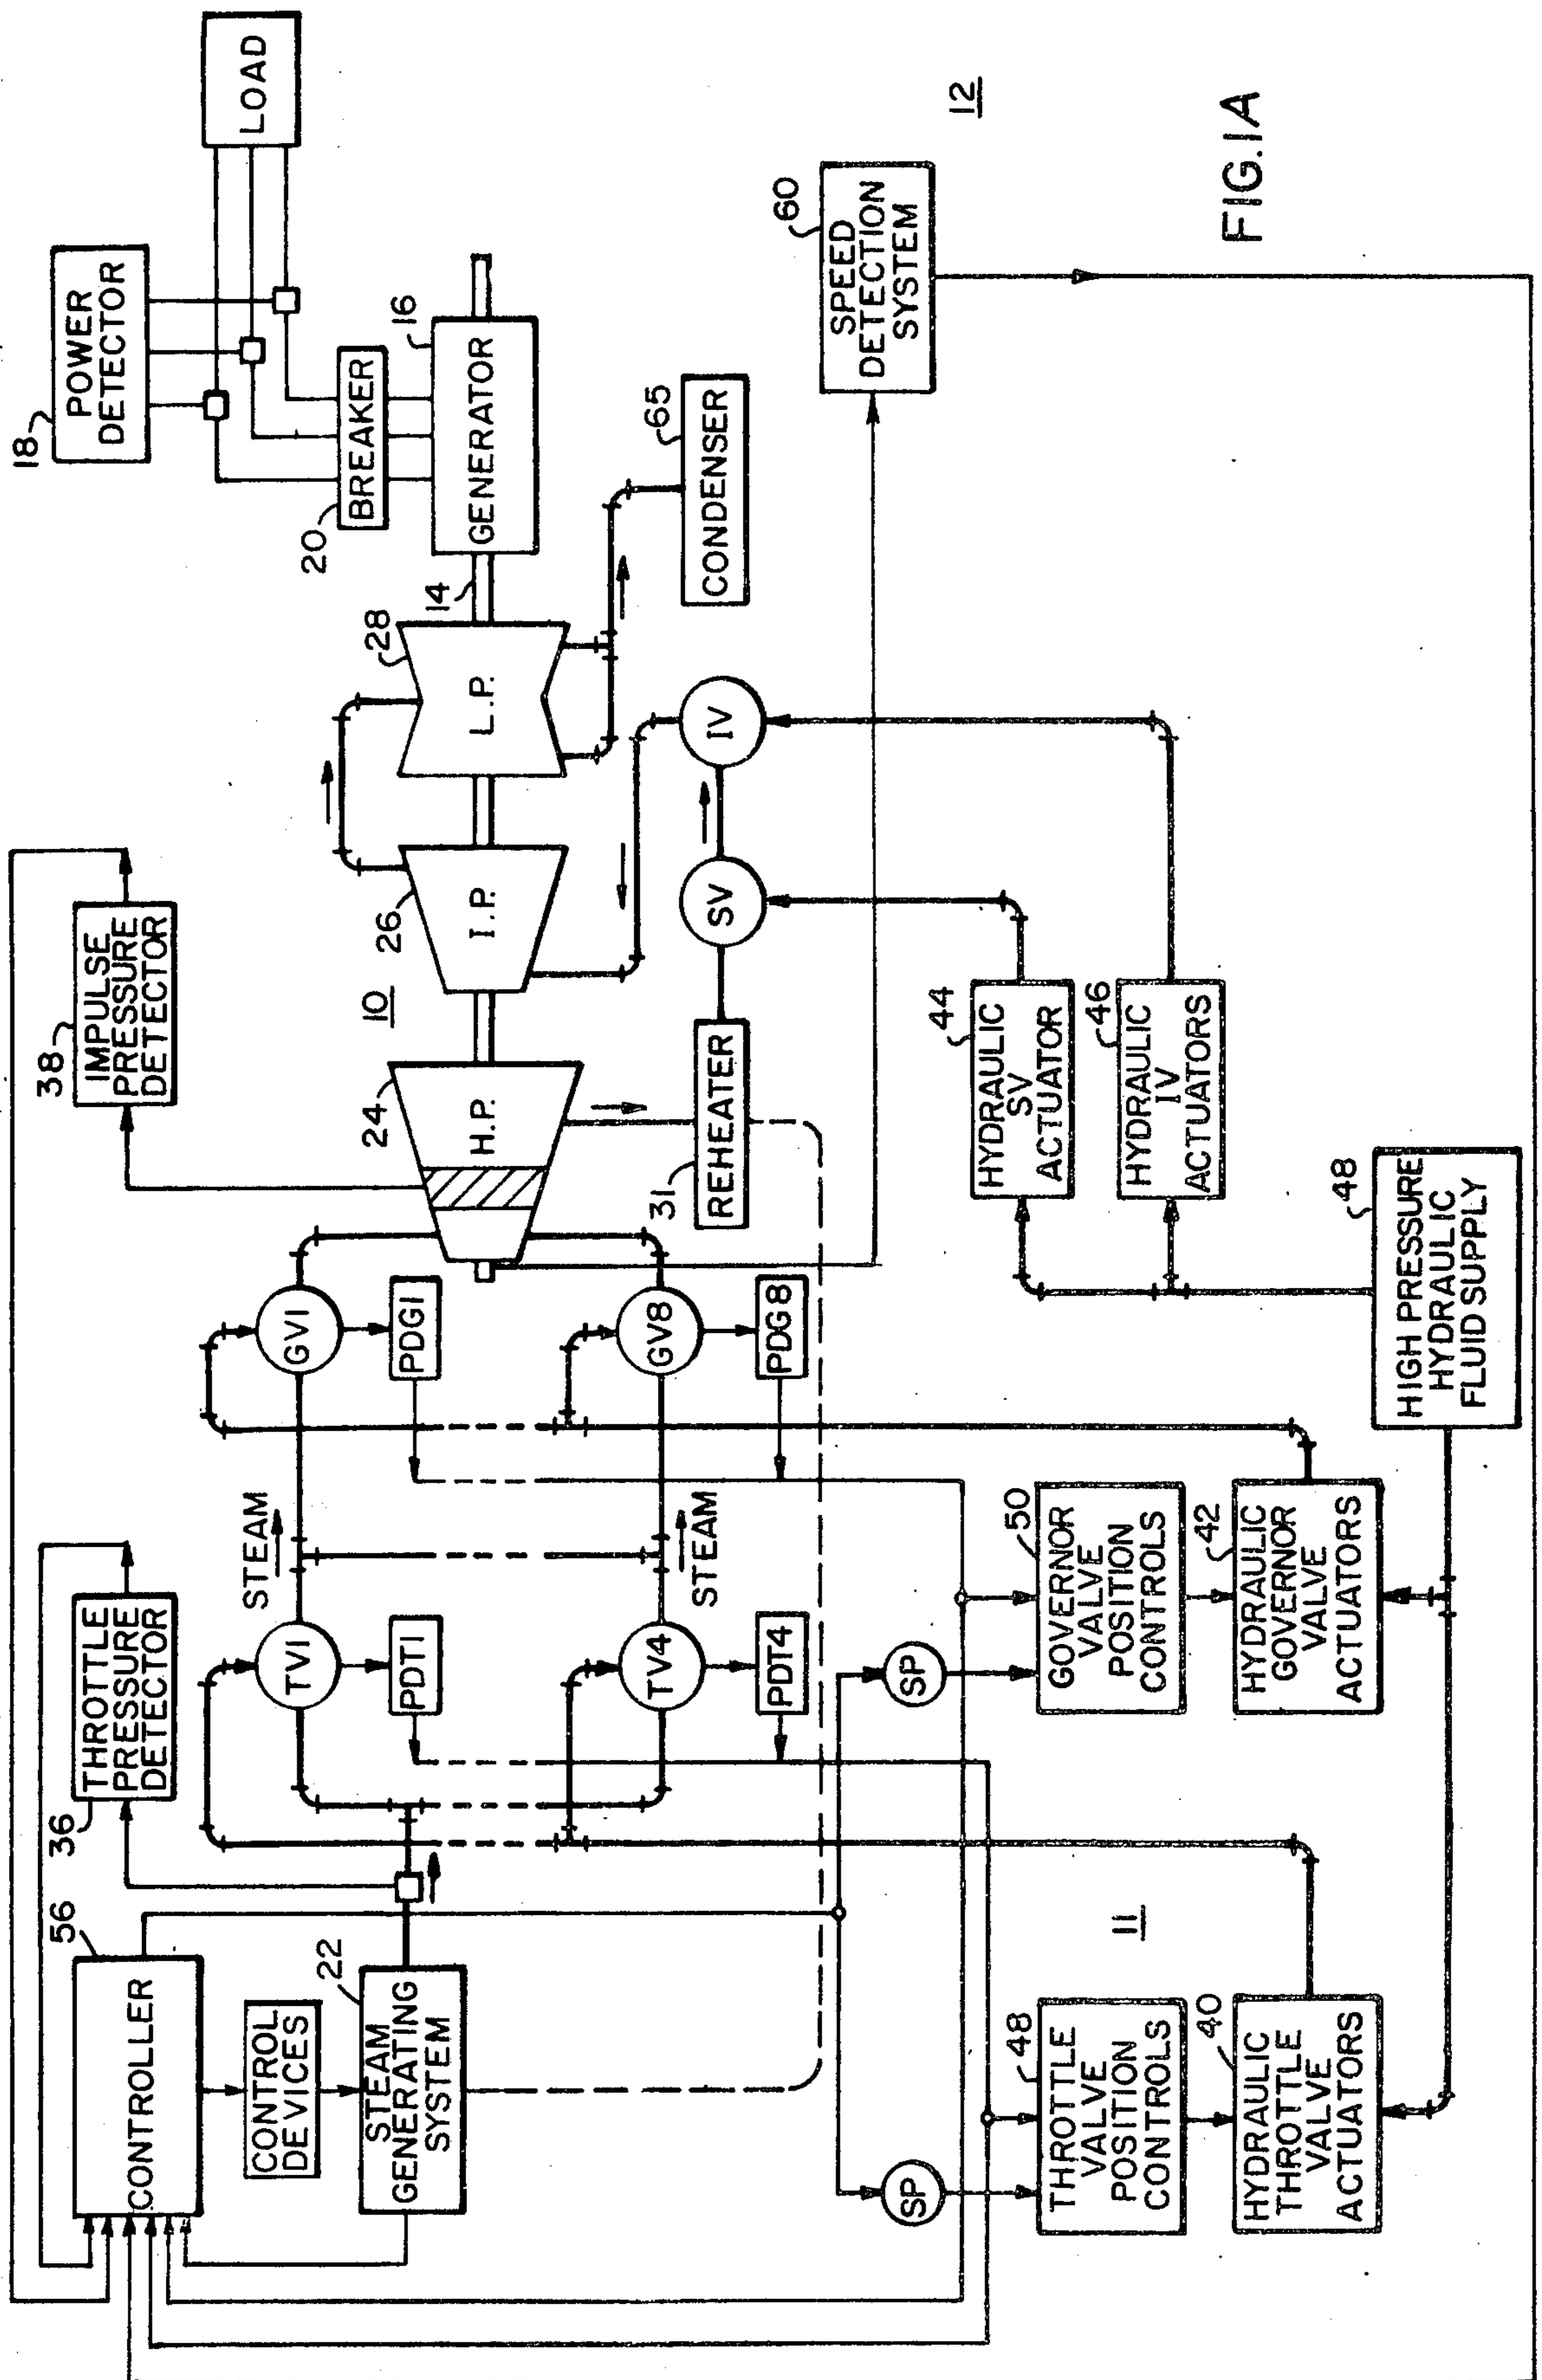 18
POWER
DETECTOR
LOAD
38
IMPULSE
PRESSURE
DETECTOR
36
THROTTLE
PRESSURE
DETECTOR
56
CONTROLLER
CONTROL
DEVICES
22
STEAM
GENERATING
SYSTEM
STEAM
STEAM
TV1
PDT1
TV4
PDT4
GV1
PDG1
GV8
PDG8
24
H.P.
10
26
I.P.
28
L.P.
14
16
GENERATOR
20
BREAKER
65
CONDENSER
31
REHEATER
SV
IV
60
SPEED
DETECTION
SYSTEM
12
SP
SP
11
48
THROTTLE
VALVE
POSITION
CONTROLS
40
HYDRAULIC
THROTTLE
VALVE
ACTUATORS
50
GOVERNOR
VALVE
POSITION
CONTROLS
42
HYDRAULIC
GOVERNOR
VALVE
ACTUATORS
44
HYDRAULIC
SV
ACTUATOR
46
HYDRAULIC
IV
ACTUATORS
48
HIGH PRESSURE
HYDRAULIC
FLUID SUPPLY
FIG.1A